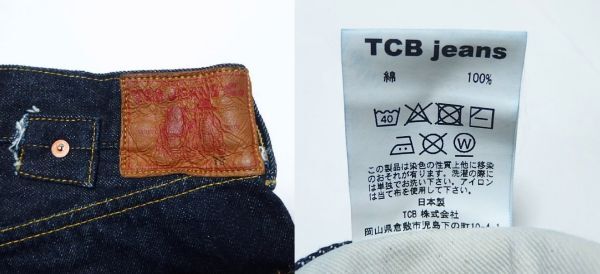 TCB jeans
綿 100%
40
W
この製品は染色の性質上他に移染
のおそれが有ります。洗濯の際に
は単独でお洗い下さい。アイロン
は当て布を使用して下さい。
日本製
TCB 株式会社
岡山県倉敷市児島下の町10-4-1